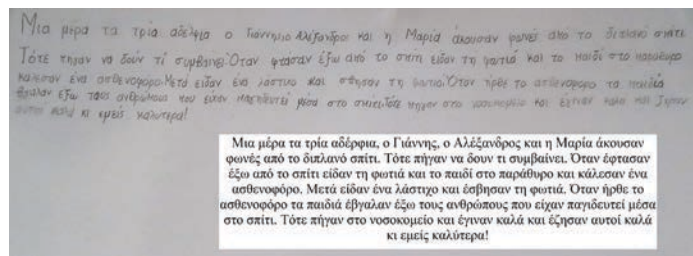 Μια μέρα τα τρία αδέλφια ο Γιάννης ο Αλέξανδρος και η Μαρία άκουσαν φωνές από το διπλανό σπίτι.
Τότε πήγαν να δούν τί συμβαίνει. Όταν φτασαν έξω από το σπίτι είδαν τη φωτιά και το παιδί στο παράθυρο
κάλεσαν ένα ασθενοφόρο. Μετά είδαν ένα λάστιχο και τη φωτιά. Όταν ήρθε το ασθενοφόρο τα παιδιά
έβγαλαν έξω τους ανθρώπους που είχαν μέσα στο σπίτι. Τότε πήγαν στο νοσοκομείο και έγιναν καλά και
αυτοί καλά κι εμείς καλύτερα!
Μια μέρα τα τρία αδέρφια, ο Γιάννης, ο Αλέξανδρος και η Μαρία άκουσαν
φωνές από το διπλανό σπίτι. Τότε πήγαν να δουν τι συμβαίνει. Όταν έφτασαν
έξω από το σπίτι είδαν τη φωτιά και το παιδί στο παράθυρο και κάλεσαν ένα
ασθενοφόρο. Μετά είδαν ένα λάστιχο και έσβησαν τη φωτιά. Όταν ήρθε το
ασθενοφόρο τα παιδιά έβγαλαν έξω τους ανθρώπους που είχαν παγιδευτεί μέσα
στο σπίτι. Τότε πήγαν στο νοσοκομείο και έγιναν καλά και έζησαν αυτοί καλά
κι εμείς καλύτερα!